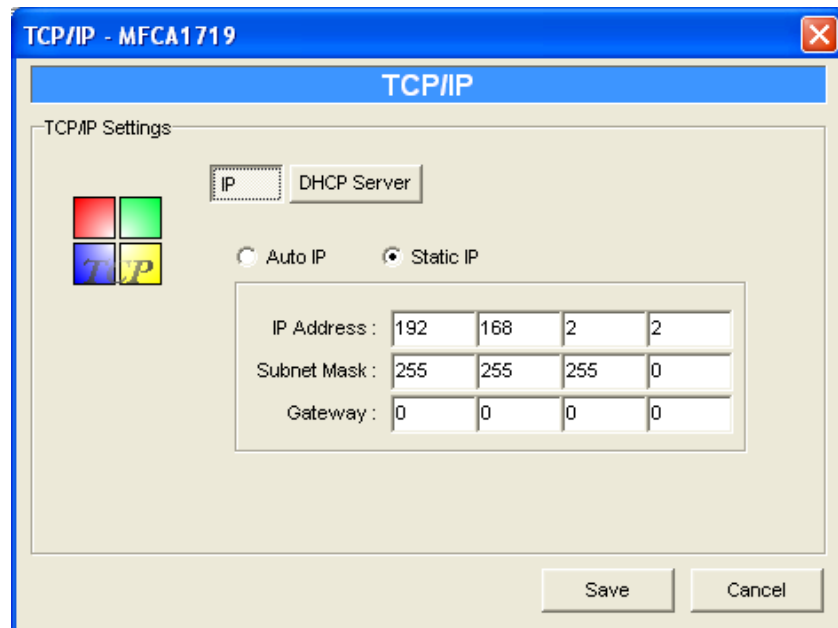 TCP/IP - MFCA1719
TCP/IP
TCP/IP Settings
IP DHCP Server
TCP
Auto IP Static IP
IP Address : 192 168 2 2
Subnet Mask : 255 255 255 0
Gateway : 0 0 0 0
Save Cancel